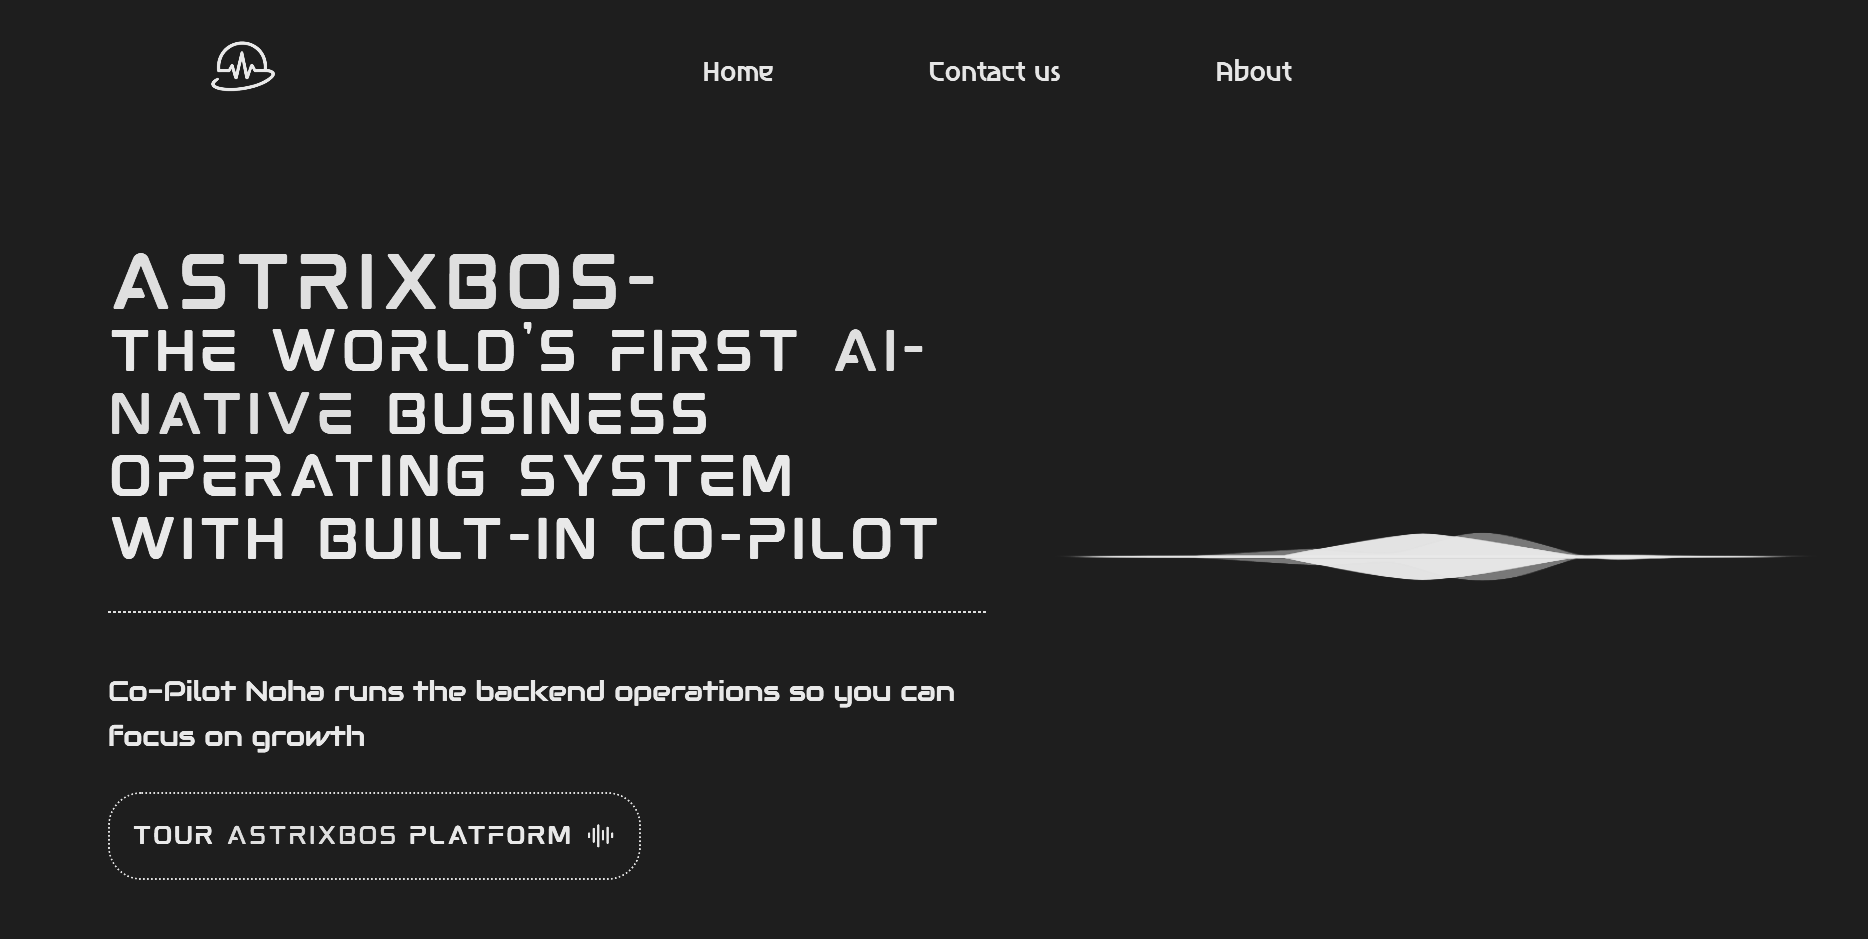 Home
Contact us
About
ASTRIXBOS-
THE WORLD'S FIRST AI-
NATIVE BUSINESS
OPERATING SYSTEM
WITH BUILT-IN CO-PILOT
Co-Pilot Noha runs the backend operations so you can
focus on growth
TOUR ASTRIXBOS PLATFORM